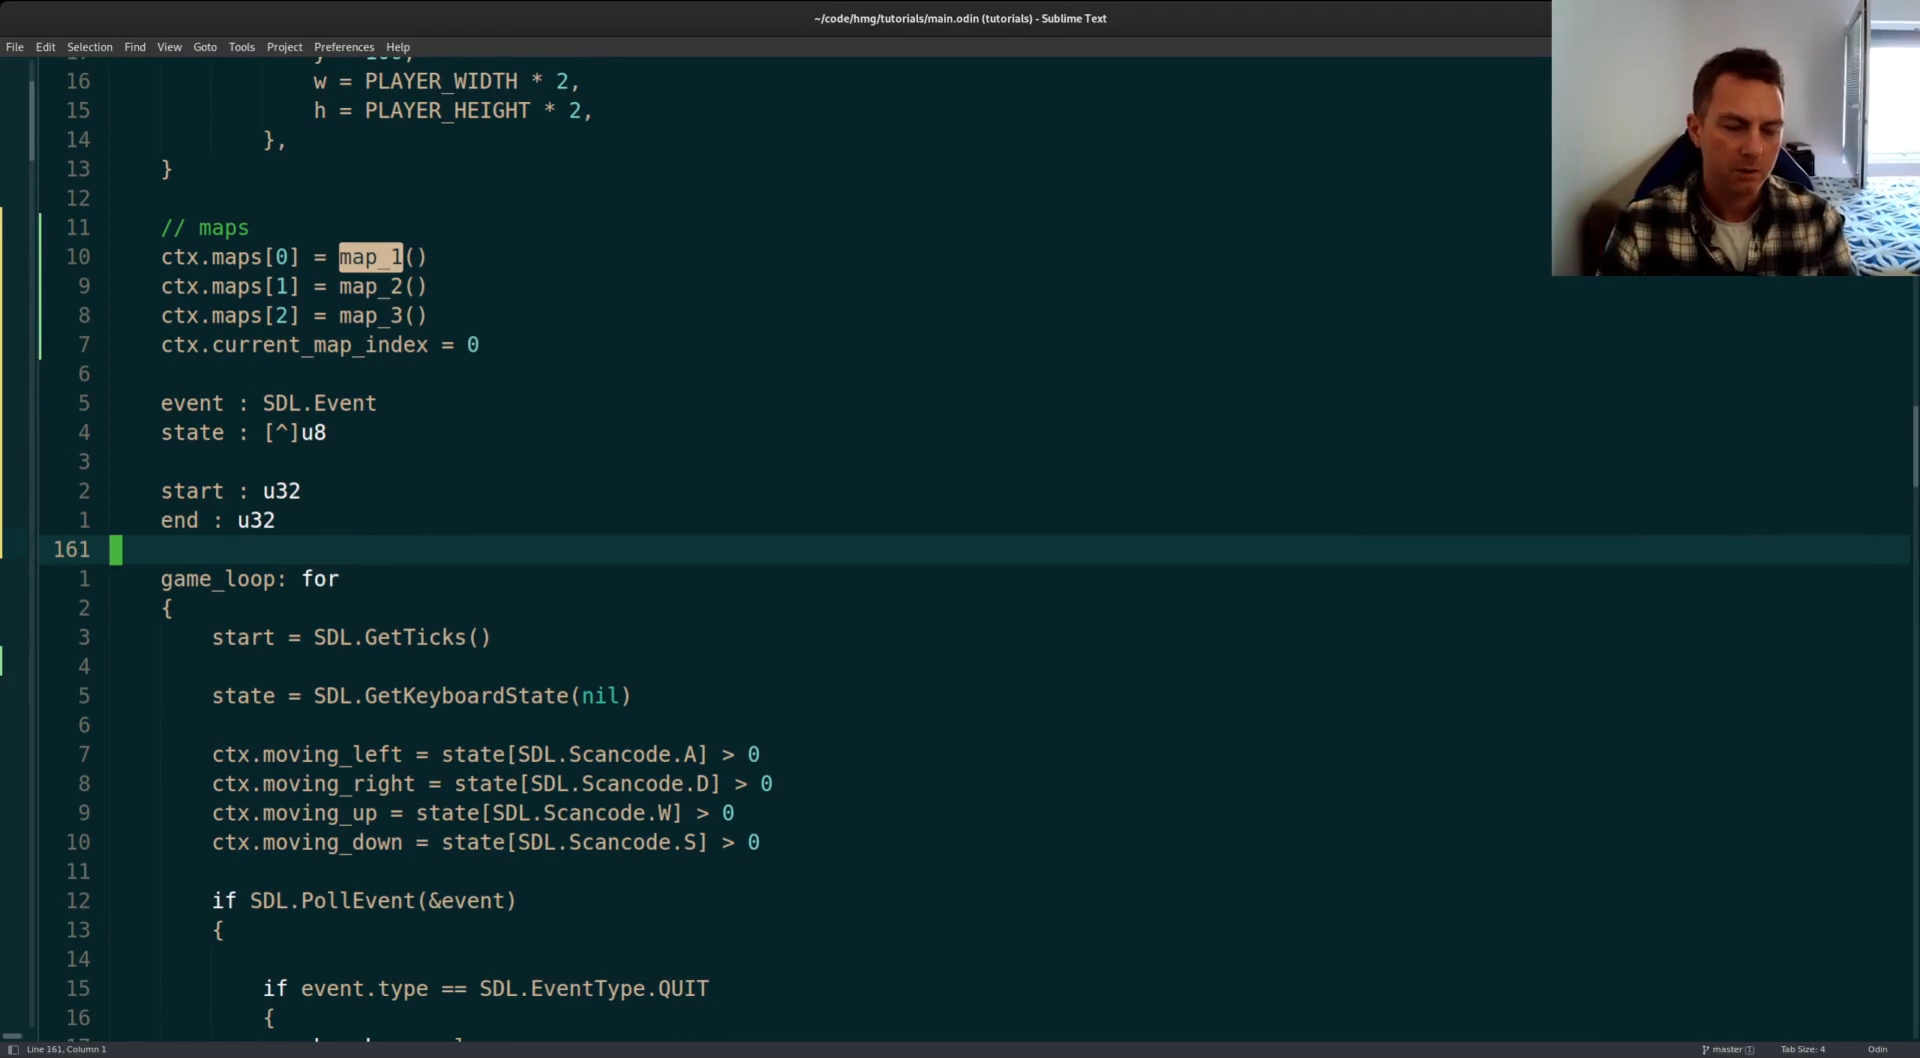 ~/code/hmg/tutorials/main.odin (tutorials) - Sublime Text
File Edit Selection Find View Goto Tools Project Preferences Help
16 w = PLAYER_WIDTH * 2,
15 h = PLAYER_HEIGHT * 2,
14 },
13 }
12
11 // maps
10 ctx.maps[0] = map_1()
9 ctx.maps[1] = map_2()
8 ctx.maps[2] = map_3()
7 ctx.current_map_index = 0
6
5 event : SDL.Event
4 state : [^]u8
3
2 start : u32
1 end : u32
161
1 game_loop: for
2 {
3 start = SDL.GetTicks()
4
5 state = SDL.GetKeyboardState(nil)
6
7 ctx.moving_left = state[SDL.Scancode.A] > 0
8 ctx.moving_right = state[SDL.Scancode.D] > 0
9 ctx.moving_up = state[SDL.Scancode.W] > 0
10 ctx.moving_down = state[SDL.Scancode.S] > 0
11
12 if SDL.PollEvent(&event)
13 {
14
15 if event.type == SDL.EventType.QUIT
16 {
Line 161, Column 1 master (1) Tab Size: 4 Odin